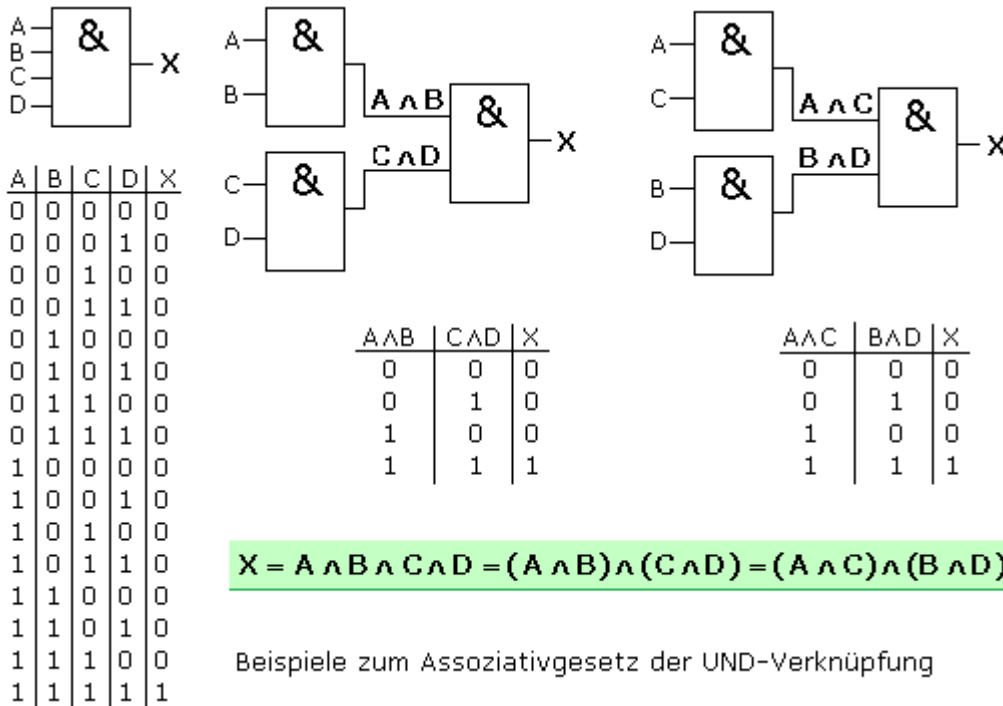 A
B
C
D
&
X
A
B
&
A ∧ B
C
D
&
C ∧ D
&
X
A
C
&
A ∧ C
B
D
&
B ∧ D
&
X
A B C D X
0 0 0 0 0
0 0 0 1 0
0 0 1 0 0
0 0 1 1 0
0 1 0 0 0
0 1 0 1 0
0 1 1 0 0
0 1 1 1 0
1 0 0 0 0
1 0 0 1 0
1 0 1 0 0
1 0 1 1 0
1 1 0 0 0
1 1 0 1 0
1 1 1 0 0
1 1 1 1 1
A∧B C∧D X
0 0 0
0 1 0
1 0 0
1 1 1
A∧C B∧D X
0 0 0
0 1 0
1 0 0
1 1 1
X = A ∧ B ∧ C ∧ D = (A ∧ B) ∧ (C ∧ D) = (A ∧ C) ∧ (B ∧ D)
Beispiele zum Assoziativgesetz der UND-Verknüpfung